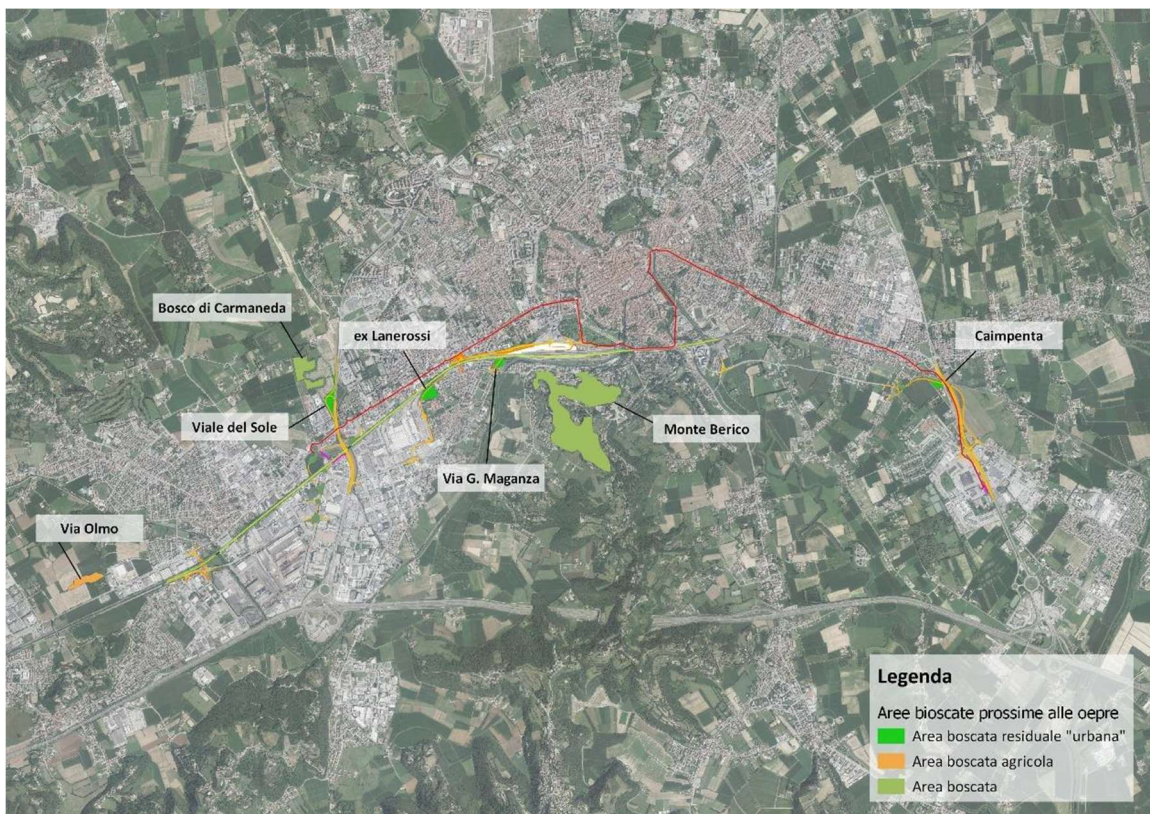 Bosco di Carmaneda
ex Lanerossi
Caimpenta
Viale del Sole
Monte Berico
Via G. Maganza
Via Olmo
Legenda
Aree bioscate prossime alle oepre
Area boscata residuale "urbana"
Area boscata agricola
Area boscata